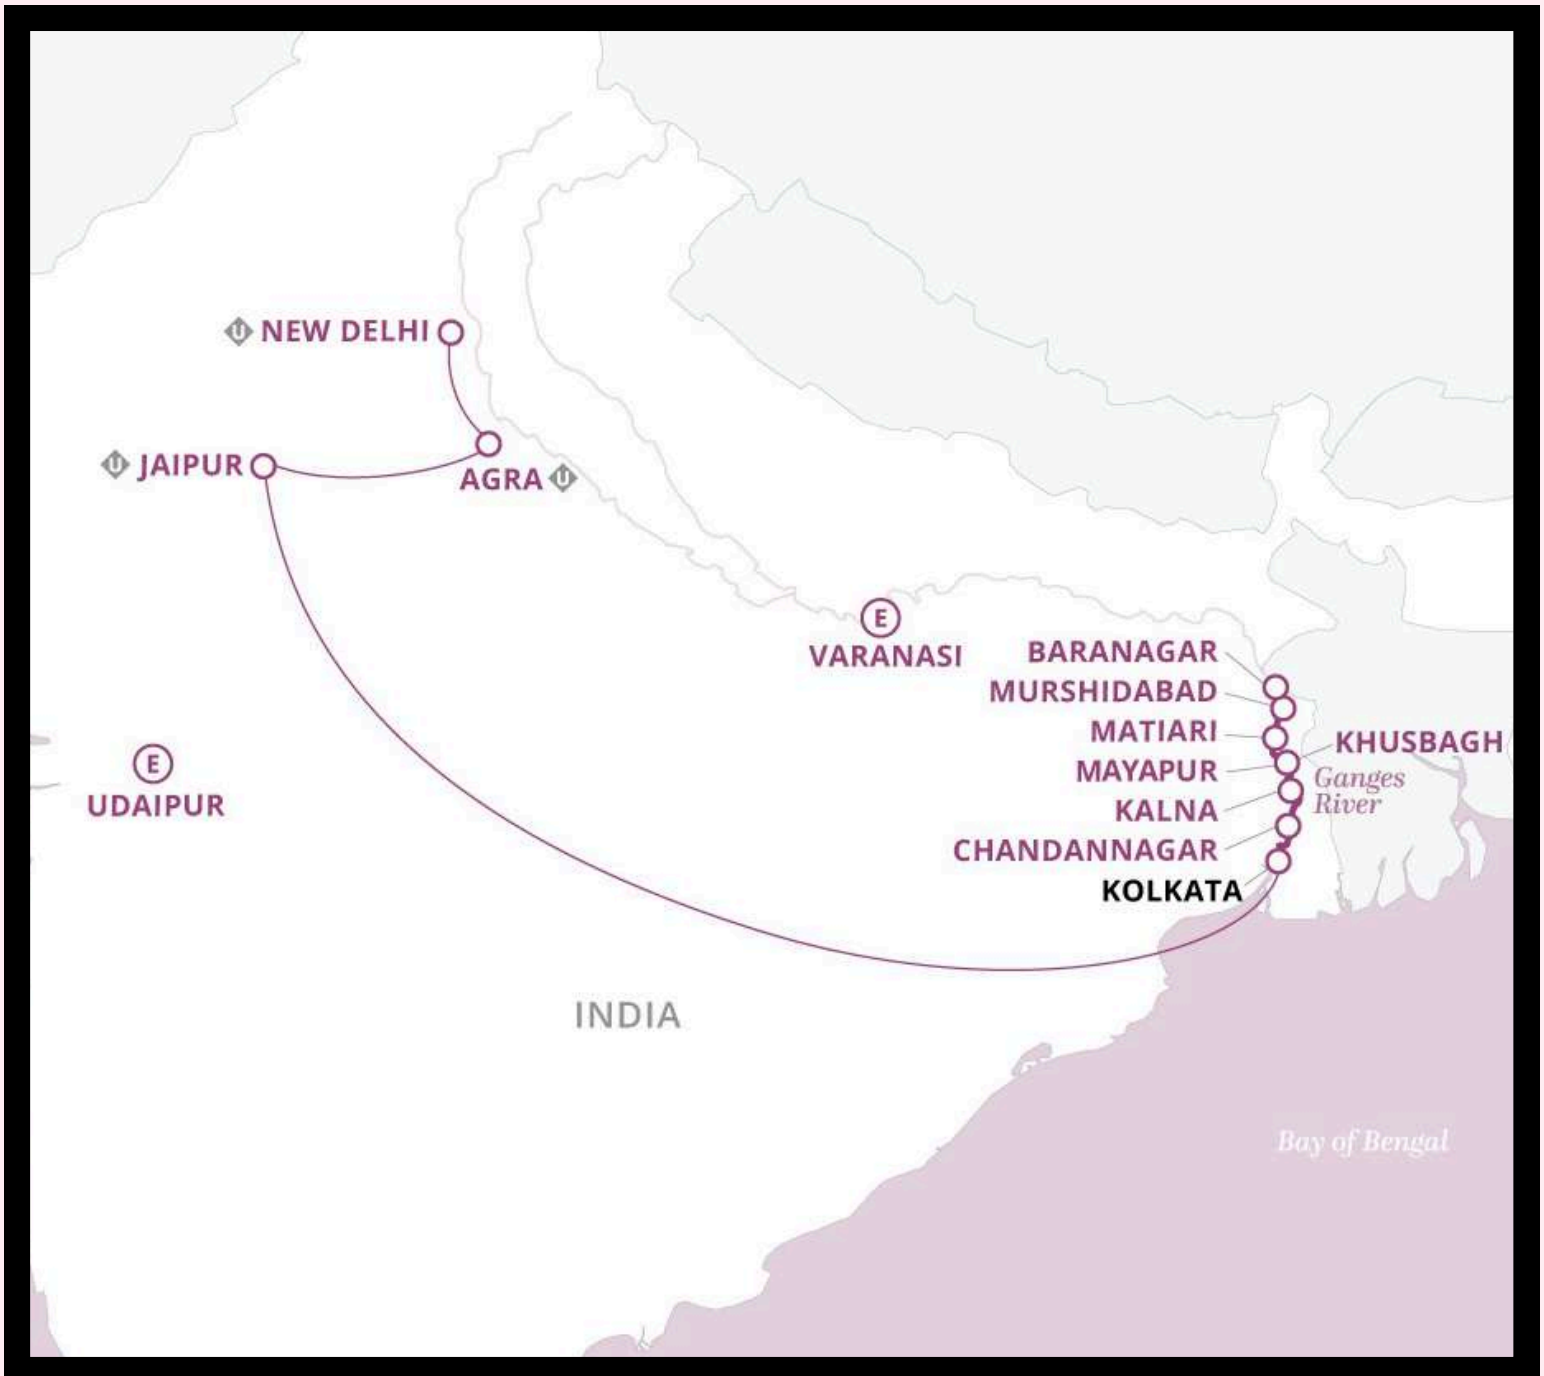 U NEW DELHI
U JAIPUR
AGRA U
E
VARANASI
BARANAGAR
MURSHIDABAD
MATIARI
KHUSBAGH
MAYAPUR
Ganges
River
KALNA
CHANDANNAGAR
KOLKATA
E
UDAIPUR
INDIA
Bay of Bengal